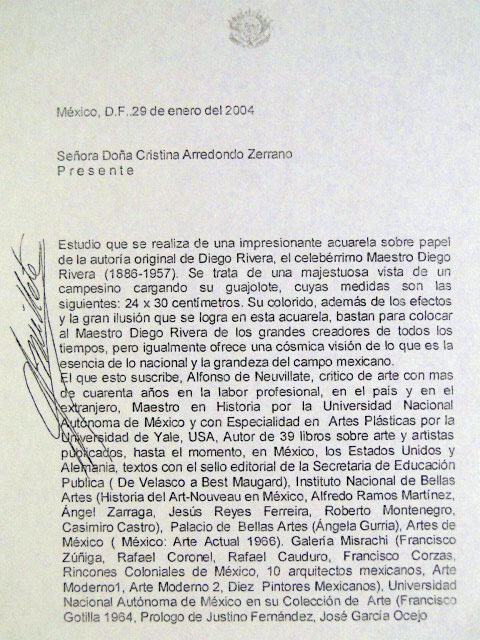 México, D.F..29 de enero del 2004
Señora Doña Cristina Arredondo Zerrano
Presente
Estudio que se realiza de una impresionante acuarela sobre papel
de la autoría original de Diego Rivera, el celebérrimo Maestro Diego
Rivera (1886-1957). Se trata de una majestuosa vista de un
campesino cargando su guajolote, cuyas medidas son las
siguientes: 24 x 30 centímetros. Su colorido, además de los efectos
y la gran ilusión que se logra en esta acuarela, bastan para colocar
al Maestro Diego Rivera de los grandes creadores de todos los
tiempos, pero igualmente ofrece una cósmica visión de lo que es la
esencia de lo nacional y la grandeza del campo mexicano.
El que esto suscribe, Alfonso de Neuvillate, critico de arte con mas
de cuarenta años en la labor profesional, en el país y en el
extranjero, Maestro en Historia por la Universidad Nacional
Autónoma de México y con Especialidad en Artes Plásticas por la
Universidad de Yale, USA, Autor de 39 libros sobre arte y artistas
publicados, hasta el momento, en México, los Estados Unidos y
Alemania, textos con el sello editorial de la Secretaria de Educación
Publica ( De Velasco a Best Maugard), Instituto Nacional de Bellas
Artes (Historia del Art-Nouveau en México, Alfredo Ramos Martínez,
Ángel Zarraga, Jesús Reyes Ferreira, Roberto Montenegro,
Casimiro Castro), Palacio de Bellas Artes (Ángela Gurria), Artes de
México ( México: Arte Actual 1966). Galería Misrachi (Francisco
Zúñiga, Rafael Coronel, Rafael Cauduro, Francisco Corzas,
Rincones Coloniales de México, 10 arquitectos mexicanos, Arte
Moderno1, Arte Moderno 2, Diez Pintores Mexicanos), Universidad
Nacional Autónoma de México en su Colección de Arte (Francisco
Gotilla 1964, Prologo de Justino Fernández, José García Ocejo